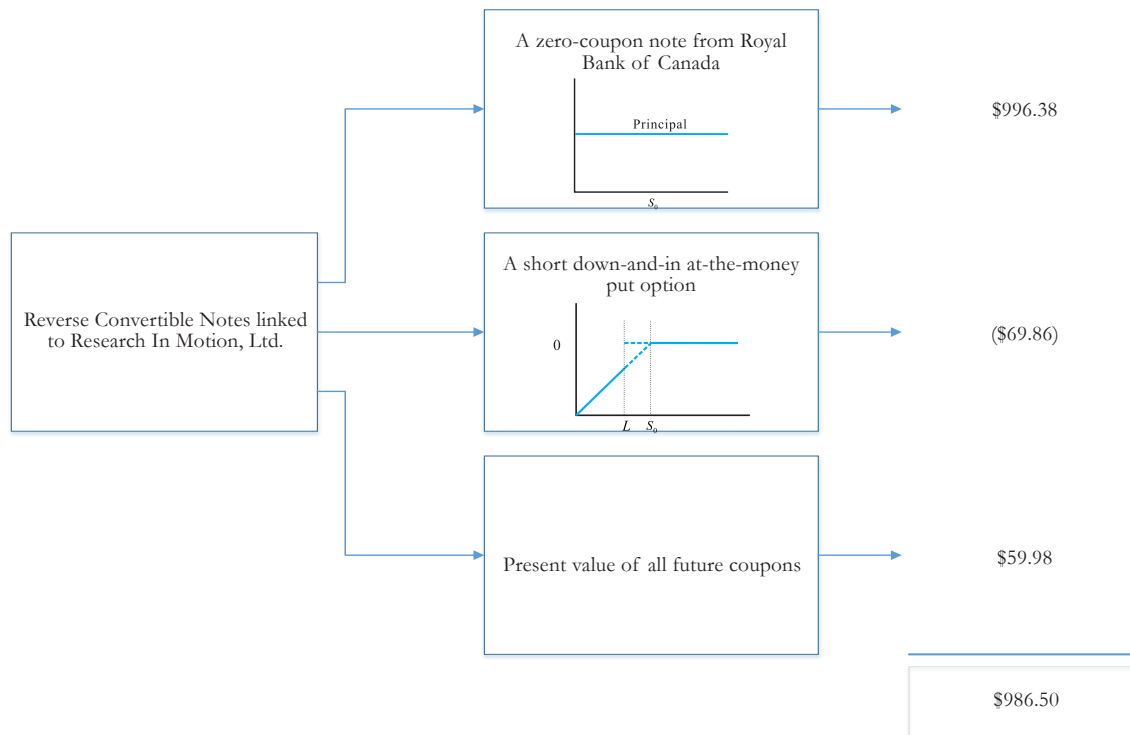 A zero-coupon note from Royal
Bank of Canada
Principal
S₀
$996.38
Reverse Convertible Notes linked
to Research In Motion, Ltd.
A short down-and-in at-the-money
put option
0
L S₀
($69.86)
Present value of all future coupons
$59.98
$986.50